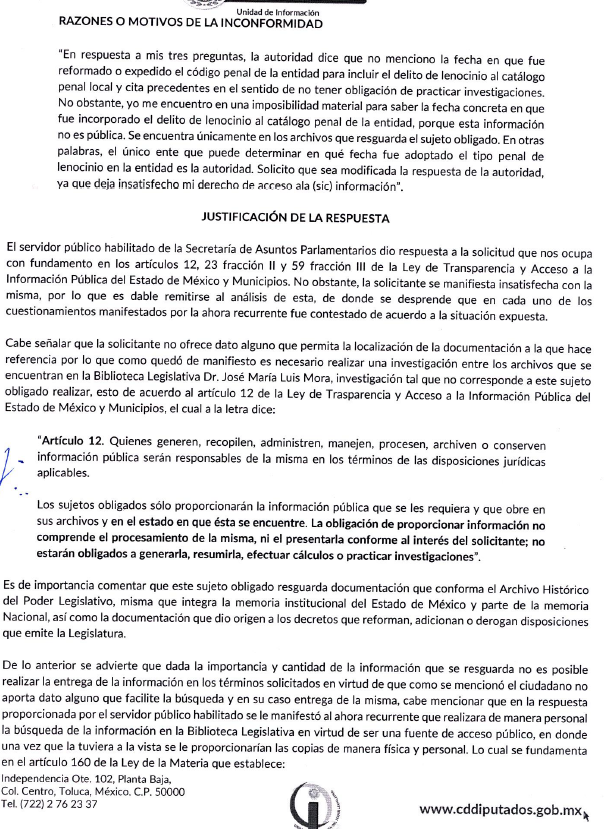 Unidad de Información
RAZONES O MOTIVOS DE LA INCONFORMIDAD
"En respuesta a mis tres preguntas, la autoridad dice que no menciono la fecha en que fue
reformado o expedido el código penal de la entidad para incluir el delito de lenocinio al catálogo
penal local y cita precedentes en el sentido de no tener obligación de practicar investigaciones.
No obstante, yo me encuentro en una imposibilidad material para saber la fecha concreta en que
fue incorporado el delito de lenocinio al catálogo penal de la entidad, porque esta información
no es pública. Se encuentra únicamente en los archivos que resguarda el sujeto obligado. En otras
palabras, el único ente que puede determinar en qué fecha fue adoptado el tipo penal de
lenocinio en la entidad es la autoridad. Solicito que sea modificada la respuesta de la autoridad,
ya que deja insatisfecho mi derecho de acceso ala (sic) información".
JUSTIFICACIÓN DE LA RESPUESTA
El servidor público habilitado de la Secretaría de Asuntos Parlamentarios dio respuesta a la solicitud que nos ocupa
con fundamento en los artículos 12, 23 fracción II y 59 fracción III de la Ley de Transparencia y Acceso a la
Información Pública del Estado de México y Municipios. No obstante, la solicitante se manifiesta insatisfecha con la
misma, por lo que es dable remitirse al análisis de esta, de donde se desprende que en cada uno de los
cuestionamientos manifestados por la ahora recurrente fue contestado de acuerdo a la situación expuesta.
Cabe señalar que la solicitante no ofrece dato alguno que permita la localización de la documentación a la que hace
referencia por lo que como quedó de manifiesto es necesario realizar una investigación entre los archivos que se
encuentran en la Biblioteca Legislativa Dr. José María Luis Mora, investigación tal que no corresponde a este sujeto
obligado realizar, esto de acuerdo al artículo 12 de la Ley de Trasparencia y Acceso a la Información Pública del
Estado de México y Municipios, el cual a la letra dice:
"Artículo 12. Quienes generen, recopilen, administren, manejen, procesen, archiven o conserven
información pública serán responsables de la misma en los términos de las disposiciones jurídicas
aplicables.
Los sujetos obligados sólo proporcionarán la información pública que se les requiera y que obre en
sus archivos y en el estado en que ésta se encuentre. La obligación de proporcionar información no
comprende el procesamiento de la misma, ni el presentarla conforme al interés del solicitante; no
estarán obligados a generarla, resumirla, efectuar cálculos o practicar investigaciones".
Es de importancia comentar que este sujeto obligado resguarda documentación que conforma el Archivo Histórico
del Poder Legislativo, misma que integra la memoria institucional del Estado de México y parte de la memoria
Nacional, así como la documentación que dio origen a los decretos que reforman, adicionan o derogan disposiciones
que emite la Legislatura.
De lo anterior se advierte que dada la importancia y cantidad de la información que se resguarda no es posible
realizar la entrega de la información en los términos solicitados en virtud de que como se mencionó el ciudadano no
aporta dato alguno que facilite la búsqueda y en su caso entrega de la misma, cabe mencionar que en la respuesta
proporcionada por el servidor público habilitado se le manifestó al ahora recurrente que realizara de manera personal
la búsqueda de la información en la Biblioteca Legislativa en virtud de ser una fuente de acceso público, en donde
una vez que la tuviera a la vista se le proporcionarían las copias de manera física y personal. Lo cual se fundamenta
en el artículo 160 de la Ley de la Materia que establece:
Independencia Ote. 102, Planta Baja,
Col. Centro, Toluca, México. C.P. 50000
Tel. (722) 2 76 23 37
www.cddiputados.gob.mx